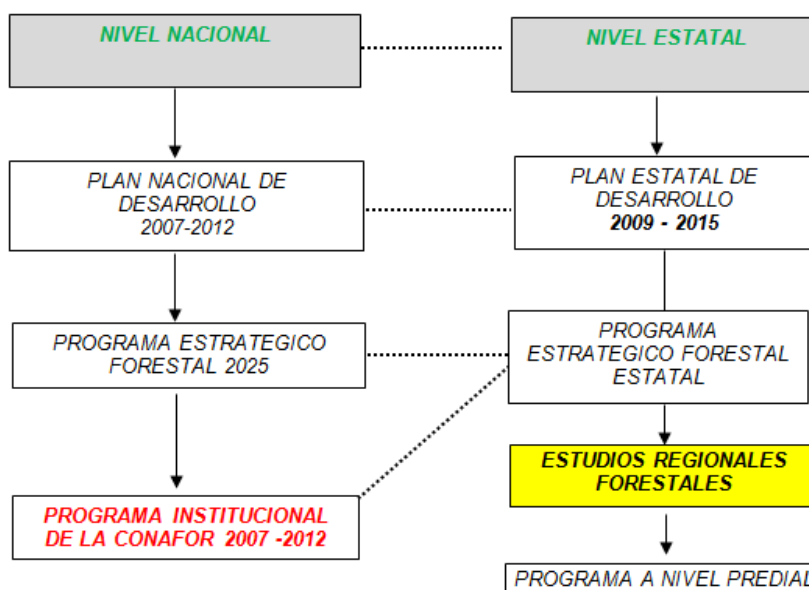 NIVEL NACIONAL
NIVEL ESTATAL
PLAN NACIONAL DE
DESARROLLO
2007-2012
PLAN ESTATAL DE
DESARROLLO
2009 - 2015
PROGRAMA ESTRATEGICO
FORESTAL 2025
PROGRAMA
ESTRATEGICO FORESTAL
ESTATAL
ESTUDIOS REGIONALES
FORESTALES
PROGRAMA INSTITUCIONAL
DE LA CONAFOR 2007 -2012
PROGRAMA A NIVEL PREDIAL